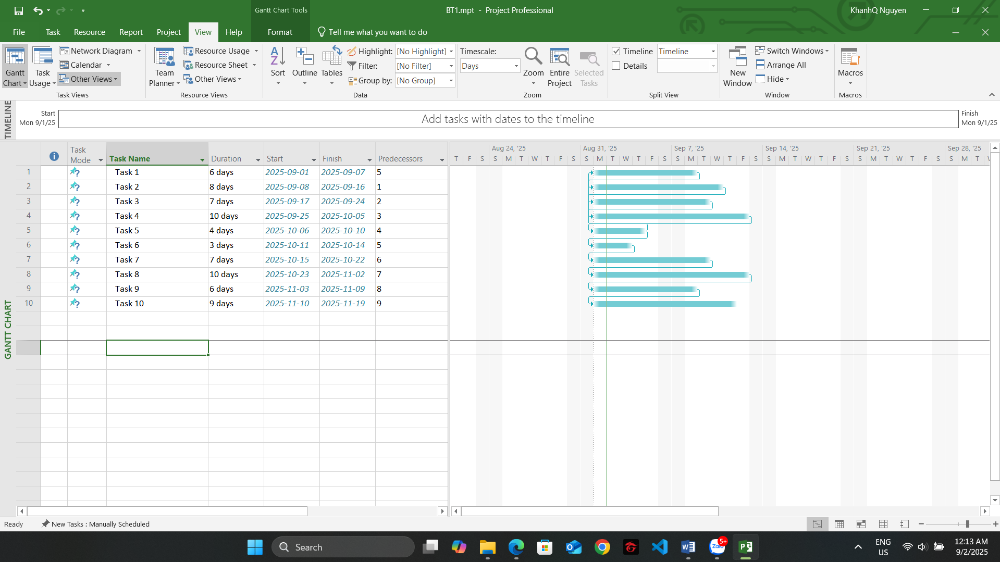 Gantt Chart Tools
BT1.mpt - Project Professional
KhanhQ Nguyen
File Task Resource Report Project View Help Format Tell me what you want to do
Gantt Chart
Task Usage
Network Diagram
Calendar
Other Views
Task Views
Team Planner
Resource Usage
Resource Sheet
Other Views
Resource Views
Sort
Outline
Tables
Highlight: [No Highlight]
Filter: [No Filter]
Group by: [No Group]
Data
Timescale:
Days
Zoom
Entire Project
Selected Tasks
Zoom
Timeline Timeline
Details
Split View
New Window
Switch Windows
Arrange All
Hide
Window
Macros
Macros
TIMELINE
Start
Mon 9/1/25
Add tasks with dates to the timeline
Finish
Mon 9/1/25
GANTT CHART
Task Mode Task Name Duration Start Finish Predecessors
1 Task 1 6 days 2025-09-01 2025-09-07 5
2 Task 2 8 days 2025-09-08 2025-09-16 1
3 Task 3 7 days 2025-09-17 2025-09-24 2
4 Task 4 10 days 2025-09-25 2025-10-05 3
5 Task 5 4 days 2025-10-06 2025-10-10 4
6 Task 6 3 days 2025-10-11 2025-10-14 5
7 Task 7 7 days 2025-10-15 2025-10-22 6
8 Task 8 10 days 2025-10-23 2025-11-02 7
9 Task 9 6 days 2025-11-03 2025-11-09 8
10 Task 10 9 days 2025-11-10 2025-11-19 9
Aug 24, '25 Aug 31, '25 Sep 7, '25 Sep 14, '25 Sep 21, '25 Sep 28, '25
T F S S M T W T F S S M T W T F S S M T W T F S S M T W T F S S M T W T F S S M T
Ready New Tasks : Manually Scheduled
Search
Zalo
5+
ENG
US
12:13 AM
9/2/2025